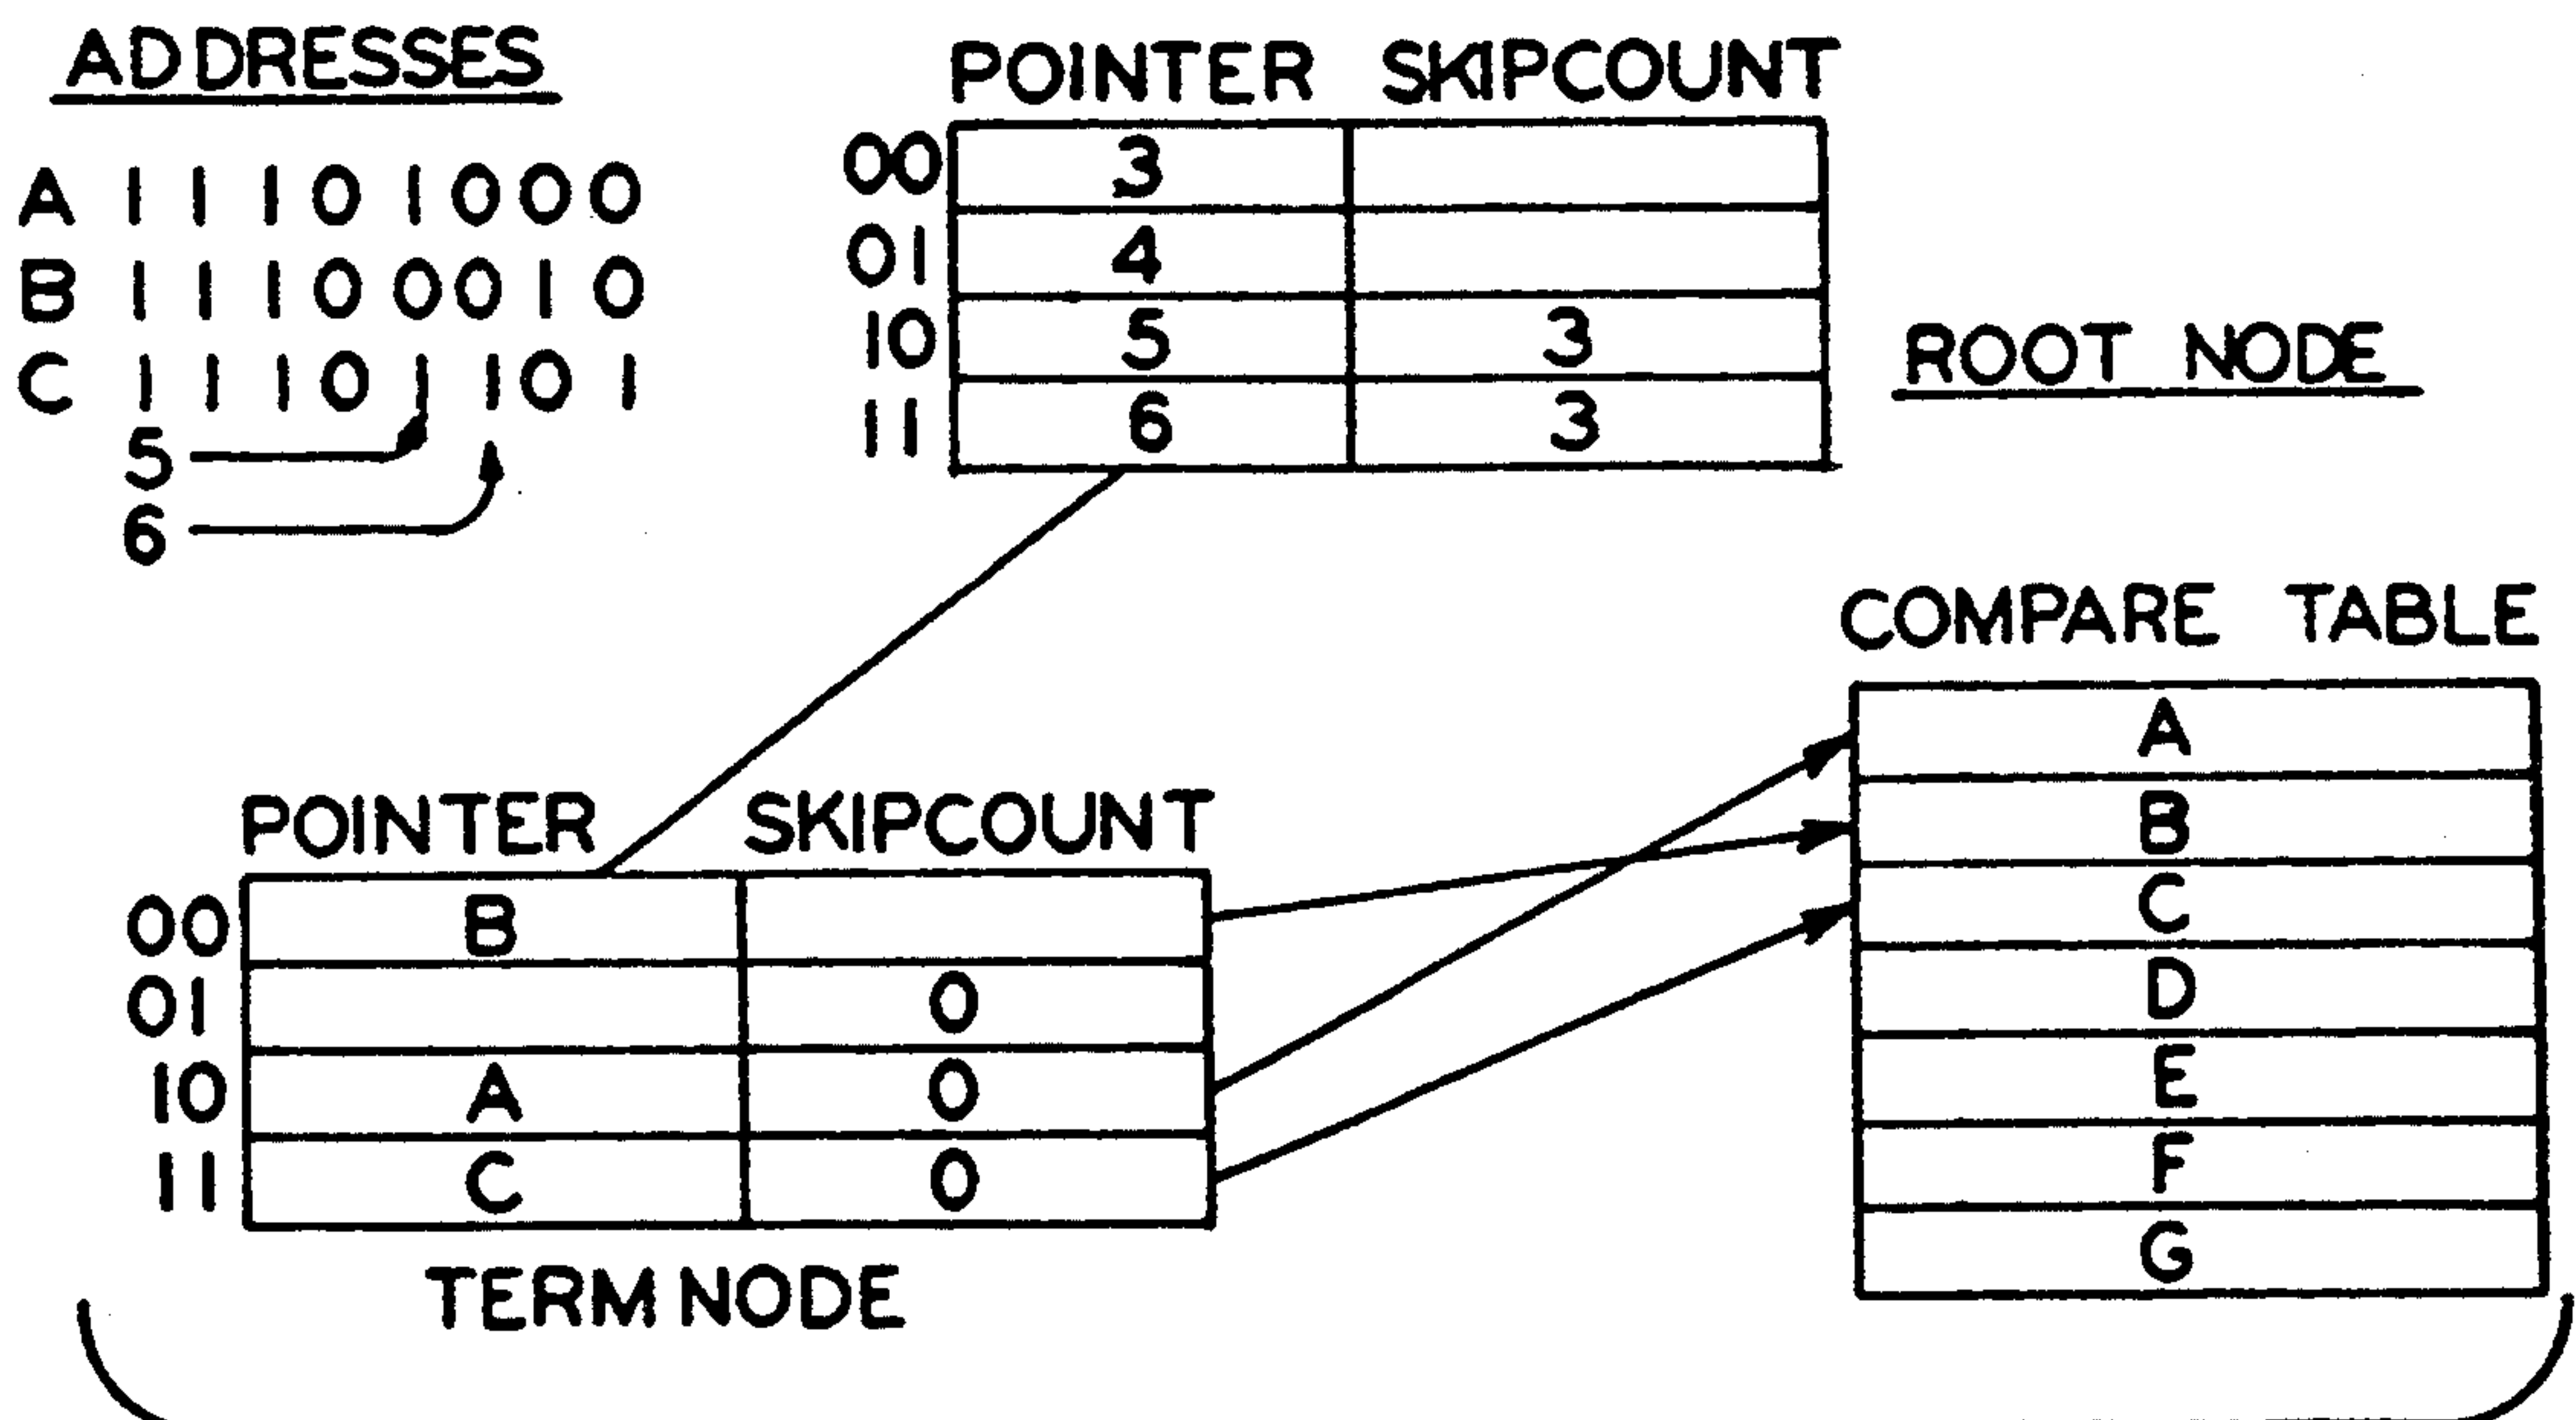 ADDRESSES
A 1 1 1 0 1 0 0 0
B 1 1 1 0 0 0 1 0
C 1 1 1 0 1 1 0 1
5
6
POINTER SKIPCOUNT
00 3
01 4
10 5 3
11 6 3
ROOT NODE
POINTER SKIPCOUNT
00 B
01 0
10 A 0
11 C 0
TERM NODE
COMPARE TABLE
A
B
C
D
E
F
G